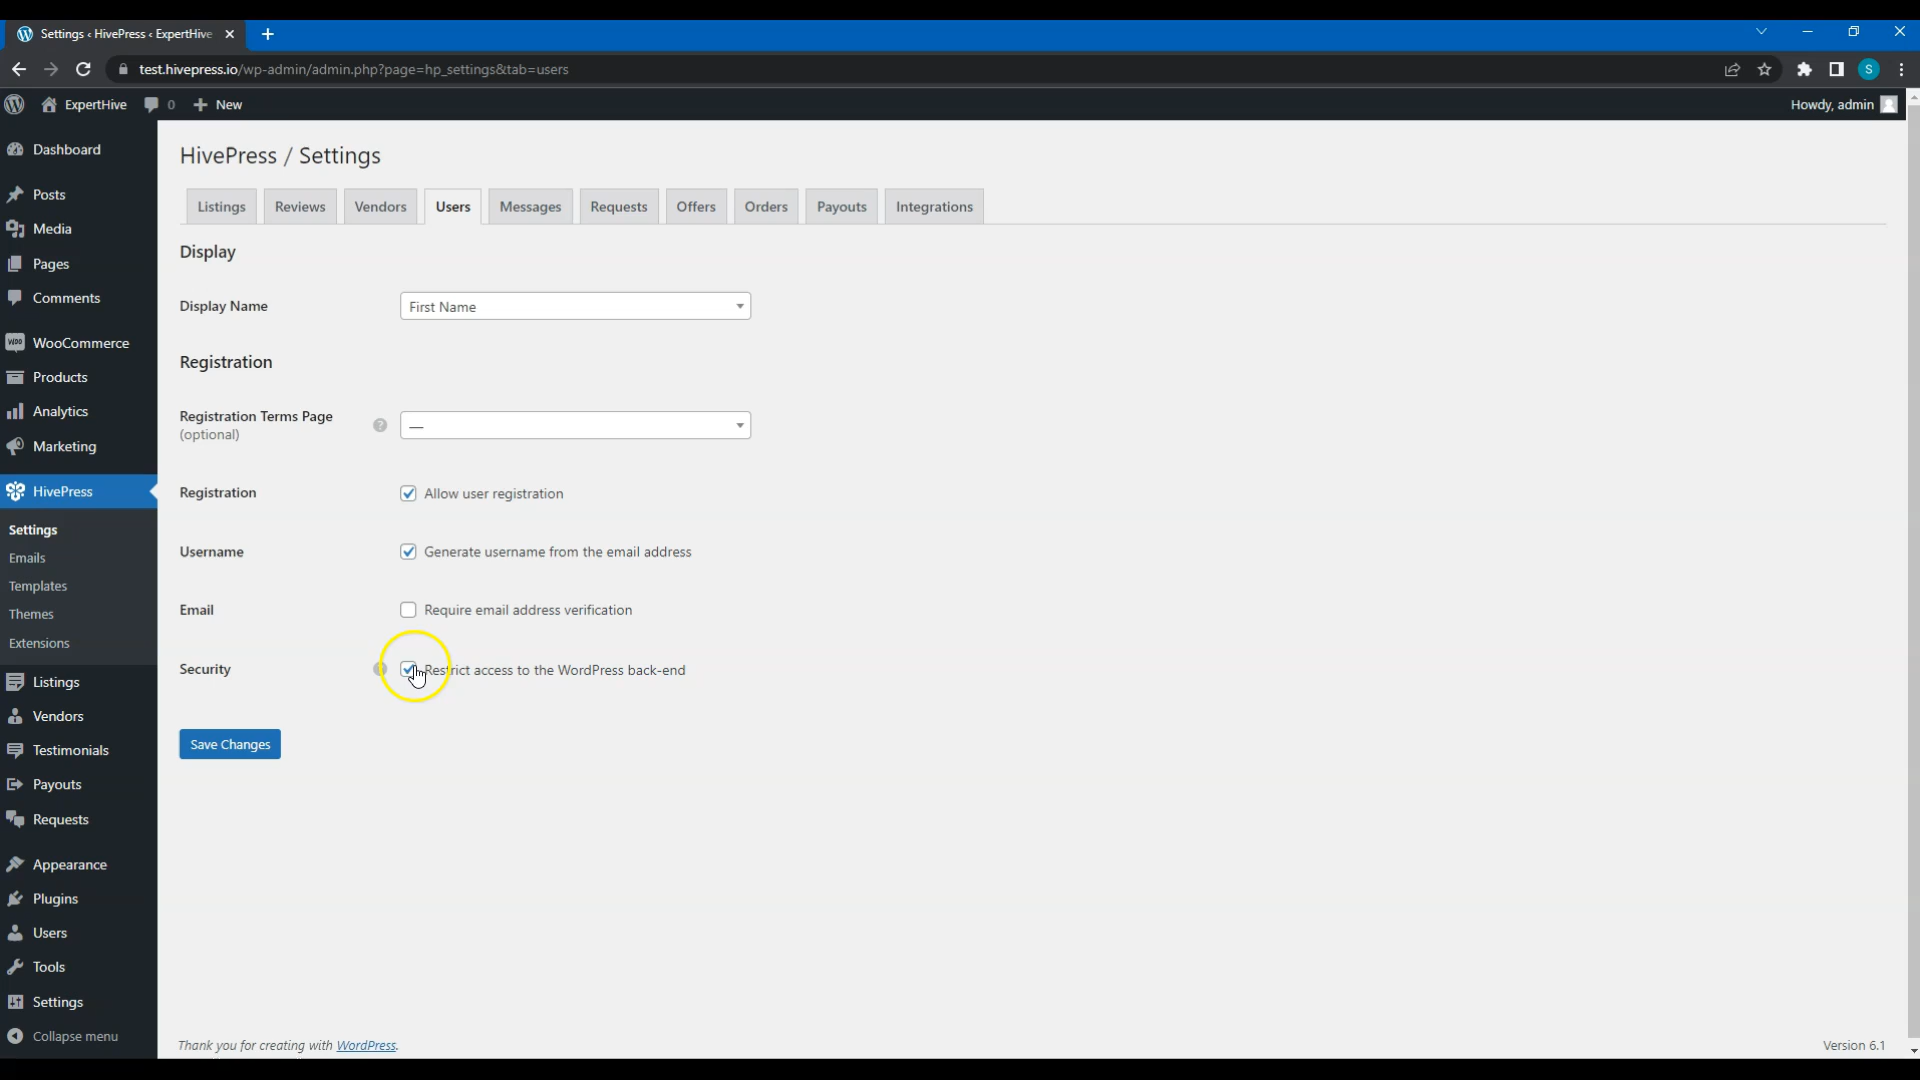 Settings ‹ HivePress ‹ ExpertHive
test.hivepress.io/wp-admin/admin.php?page=hp_settings&tab=users
S
ExpertHive
0
New
Howdy, admin
Dashboard
Posts
Media
Pages
Comments
WooCommerce
Products
Analytics
Marketing
HivePress
Settings
Emails
Templates
Themes
Extensions
Listings
Vendors
Testimonials
Payouts
Requests
Appearance
Plugins
Users
Tools
Settings
Collapse menu
HivePress / Settings
Listings Reviews Vendors Users Messages Requests Offers Orders Payouts Integrations
Display
Display Name
First Name
Registration
Registration Terms Page
(optional)
?
—
Registration
Allow user registration
Username
Generate username from the email address
Email
Require email address verification
Security
Restrict access to the WordPress back-end
Save Changes
Thank you for creating with WordPress.
Version 6.1